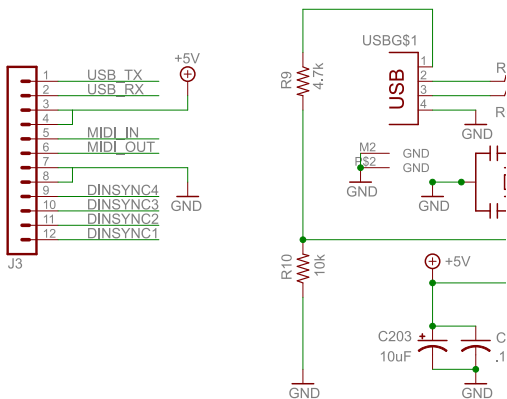 +5V
1 USB_TX
2 USB_RX
3
4
5 MIDI_IN
6 MIDI_OUT
7
8
9 DINSYNC4
10 DINSYNC3
11 DINSYNC2
12 DINSYNC1
GND
J3
R9
4.7k
R10
10k
GND
USBG$1
USB
1
2
3
4
R
R
GND
M2 GND
P$2 GND
GND
GND
+5V
C203
+
10uF
C
.1
GND